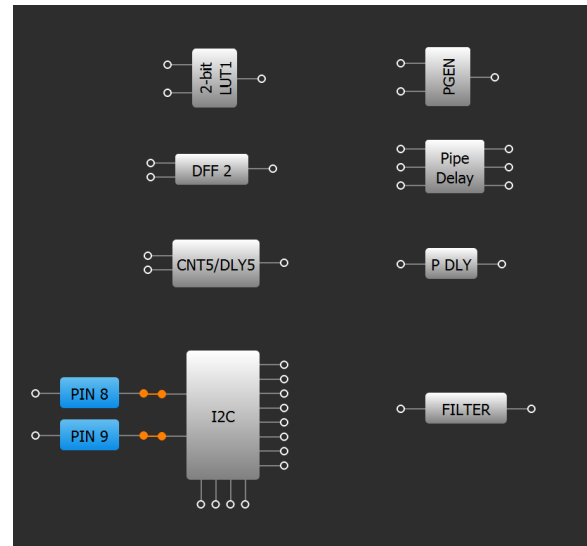 2-bit
LUT1
PGEN
DFF 2
Pipe
Delay
CNT5/DLY5
P DLY
PIN 8
I2C
FILTER
PIN 9